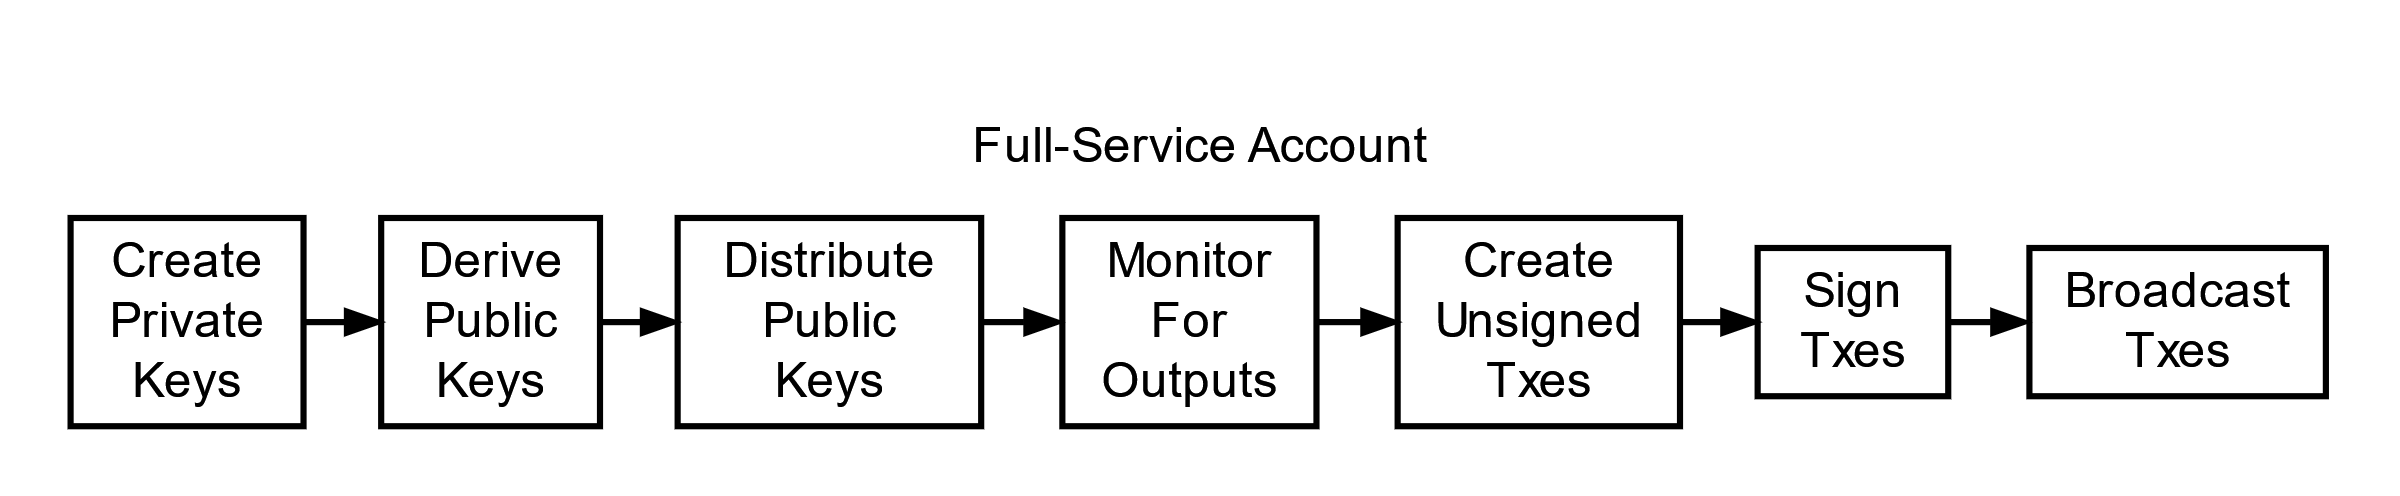 Full-Service Account
Create
Private
Keys
Derive
Public
Keys
Distribute
Public
Keys
Monitor
For
Outputs
Create
Unsigned
Txes
Sign
Txes
Broadcast
Txes